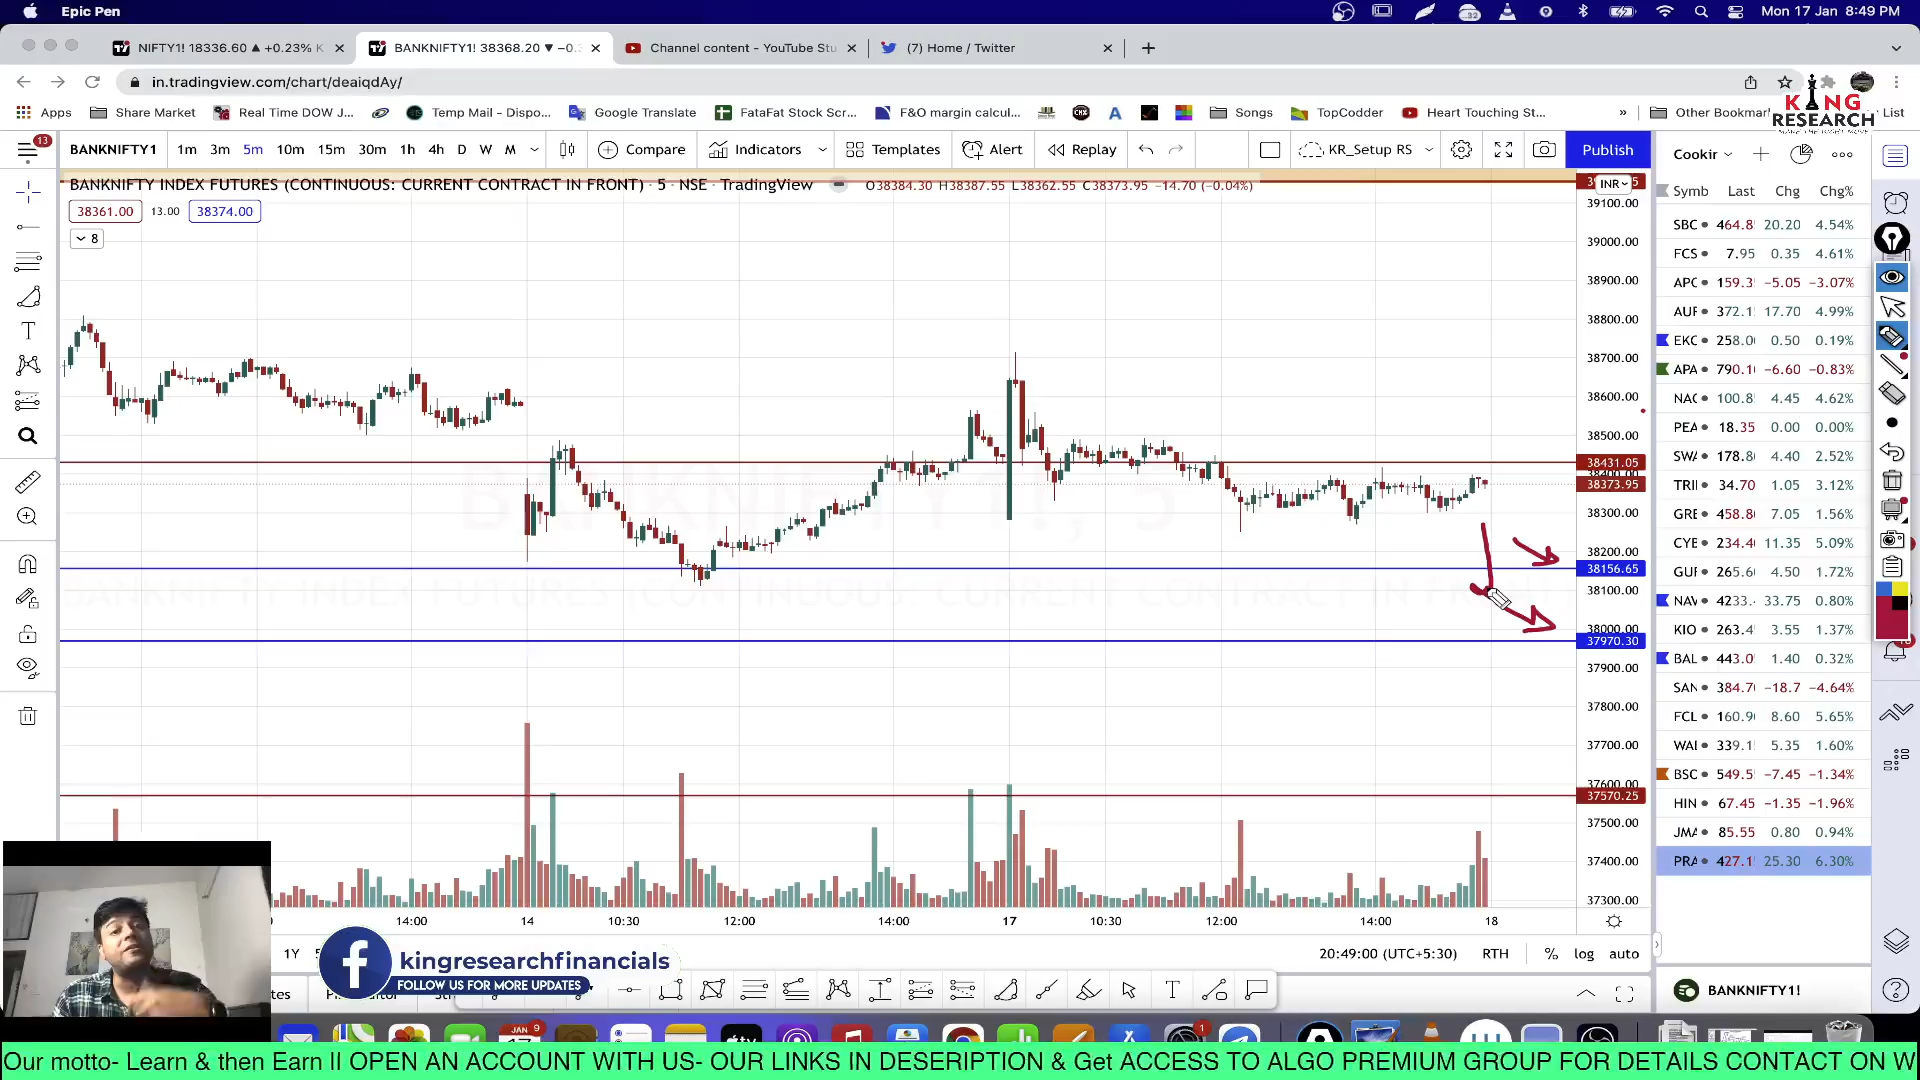 Epic Pen
Mon 17 Jan 8:49 PM
NIFTY1! 18336.60 ▲ +0.23% K
BANKNIFTY1! 38368.20 ▼ −0.
Channel content - YouTube Stu
(7) Home / Twitter
in.tradingview.com/chart/deaiqdAy/
Apps
Share Market
Real Time DOW J...
Temp Mail - Dispo...
Google Translate
FataFat Stock Scr...
F&O margin calcul...
Songs
TopCodder
Heart Touching St...
»
Other Bookmar
List
KING
RESEARCH
MAKE THE RIGHT MOVE
13
BANKNIFTY1
1m 3m 5m 10m 15m 30m 1h 4h D W M
Compare
Indicators
Templates
Alert
Replay
KR_Setup RS
Publish
Cookir
BANKNIFTY INDEX FUTURES (CONTINUOUS: CURRENT CONTRACT IN FRONT) · 5 · NSE · TradingView
O38384.30 H38387.55 L38362.55 C38373.95 −14.70 (−0.04%)
38361.00 13.00 38374.00
8
INR
39100.00
39000.00
38900.00
38800.00
38700.00
38600.00
38500.00
38431.05
38400.00
38373.95
38300.00
38200.00
38156.65
38100.00
38000.00
37970.30
37900.00
37800.00
37700.00
37600.00
37570.25
37500.00
37400.00
37300.00
Symb Last Chg Chg%
SBC 464.8 20.20 4.54%
FCS 7.95 0.35 4.61%
APC 159.3 −5.05 −3.07%
AUF 372.1 17.70 4.99%
EKC 258.0 0.50 0.19%
APA 790.1 −6.60 −0.83%
NAC 100.8 4.45 4.62%
PEA 18.35 0.00 0.00%
SWA 178.8 4.40 2.52%
TRII 34.70 1.05 3.12%
GRE 458.8 7.05 1.56%
CYE 234.4 11.35 5.09%
GUF 265.6 4.50 1.72%
NAV 4233. 33.75 0.80%
KIO 263.4 3.55 1.37%
BAL 443.0 1.40 0.32%
SAN 384.7 −18.7 −4.64%
FCL 160.9 8.60 5.65%
WAI 339.1 5.35 1.60%
BSC 549.5 −7.45 −1.34%
HIN 67.45 −1.35 −1.96%
JMA 85.55 0.80 0.94%
PRA 427.1 25.30 6.30%
14:00 14 10:30 12:00 14:00 17 10:30 12:00 14:00 18
1Y
20:49:00 (UTC+5:30) RTH % log auto
kingresearchfinancials
FOLLOW US FOR MORE UPDATES
BANKNIFTY1!
JAN 9
Our motto- Learn & then Earn II OPEN AN ACCOUNT WITH US- OUR LINKS IN DESERIPTION & Get ACCESS TO ALGO PREMIUM GROUP FOR DETAILS CONTACT ON W